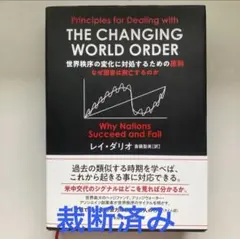 Principles for Dealing with
THE CHANGING
WORLD ORDER
世界秩序の変化に対処するための原則
なぜ国家は興亡するのか
Why Nations
Succeed and Fail
レイ・ダリオ
斎藤聖美[訳]
過去の類似する時期を学べば、
これから起きる事に対応できる。
米中交代のシグナルはどこを見れば分かるか。
裁断済み